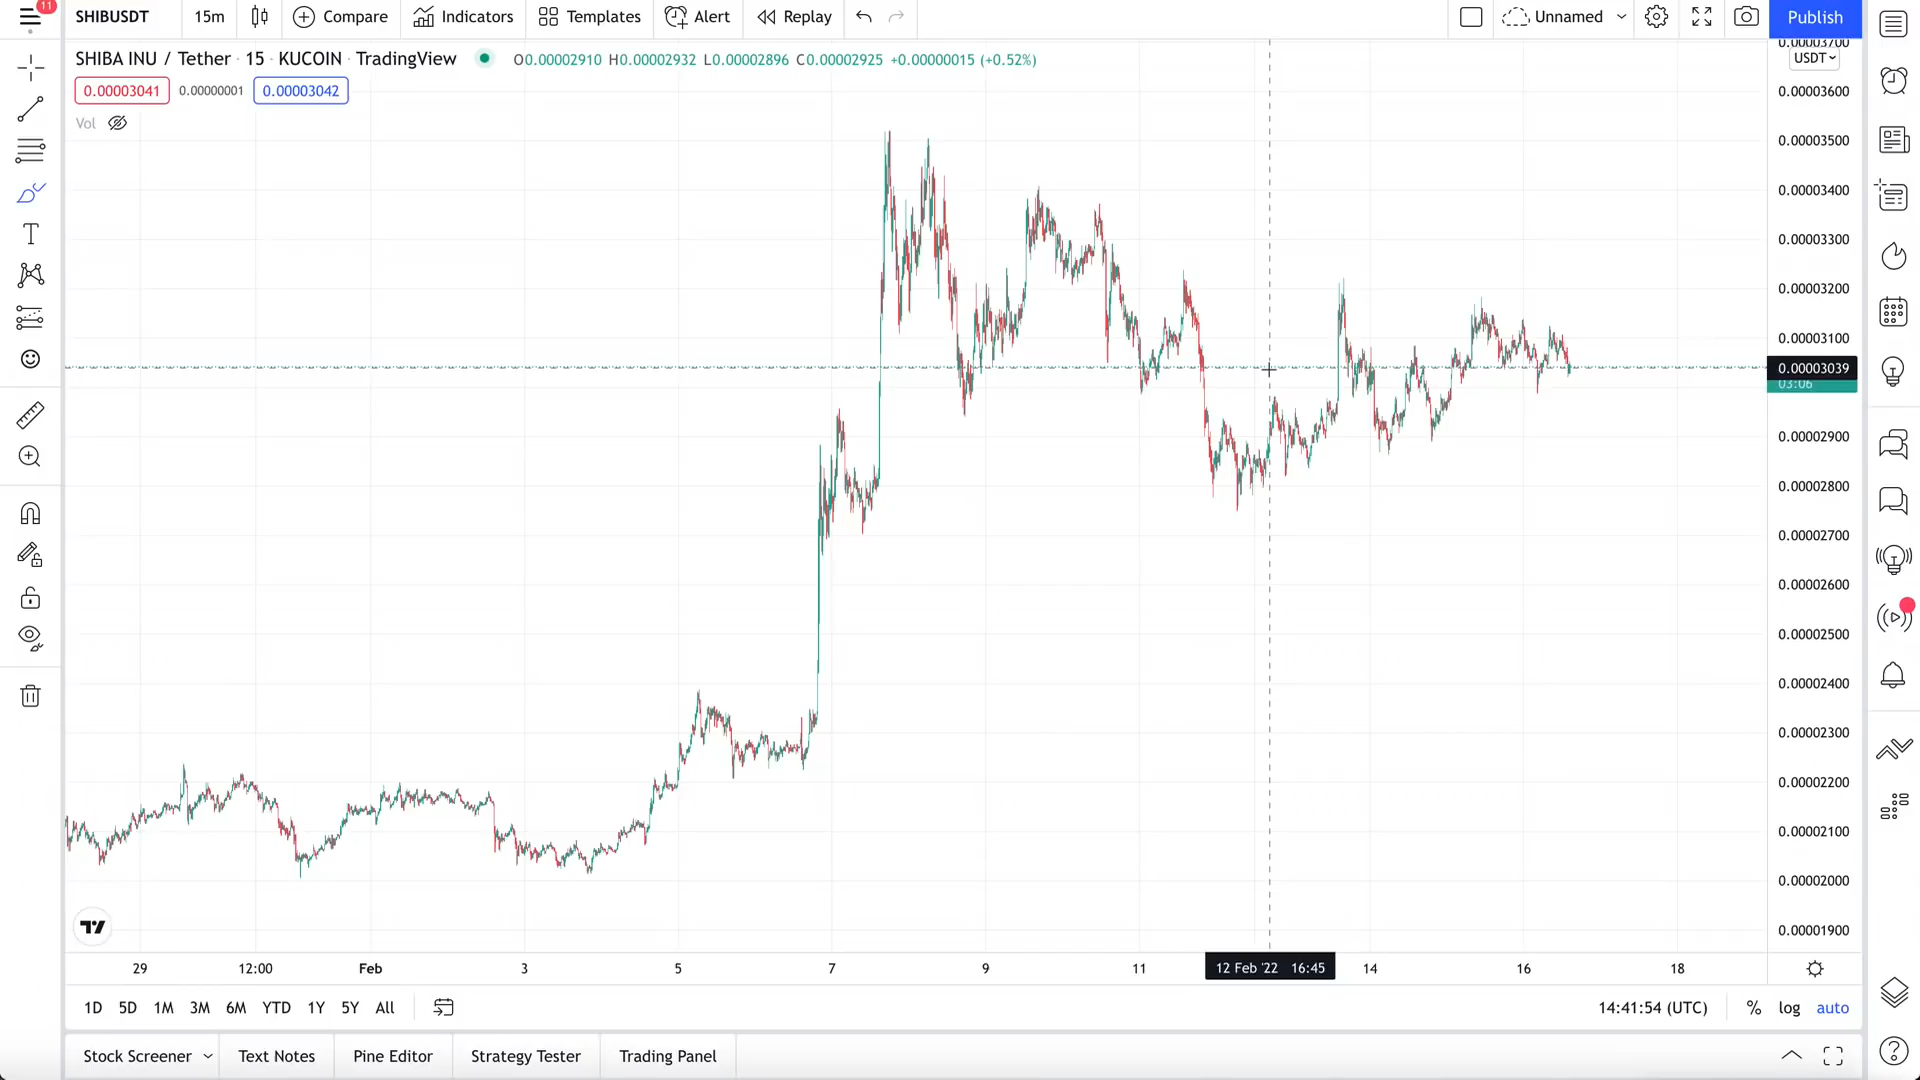 11
SHIBUSDT 15m Compare Indicators Templates Alert Replay Unnamed Publish
SHIBA INU / Tether · 15 · KUCOIN · TradingView O0.00002910 H0.00002932 L0.00002896 C0.00002925 +0.00000015 (+0.52%)
0.00003041 0.00000001 0.00003042
Vol
0.00003700
USDT
0.00003600
0.00003500
0.00003400
0.00003300
0.00003200
0.00003100
0.00003039
03:06
0.00002900
0.00002800
0.00002700
0.00002600
0.00002500
0.00002400
0.00002300
0.00002200
0.00002100
0.00002000
0.00001900
29 12:00 Feb 3 5 7 9 11 12 Feb '22 16:45 14 16 18
1D 5D 1M 3M 6M YTD 1Y 5Y All 14:41:54 (UTC) % log auto
Stock Screener Text Notes Pine Editor Strategy Tester Trading Panel